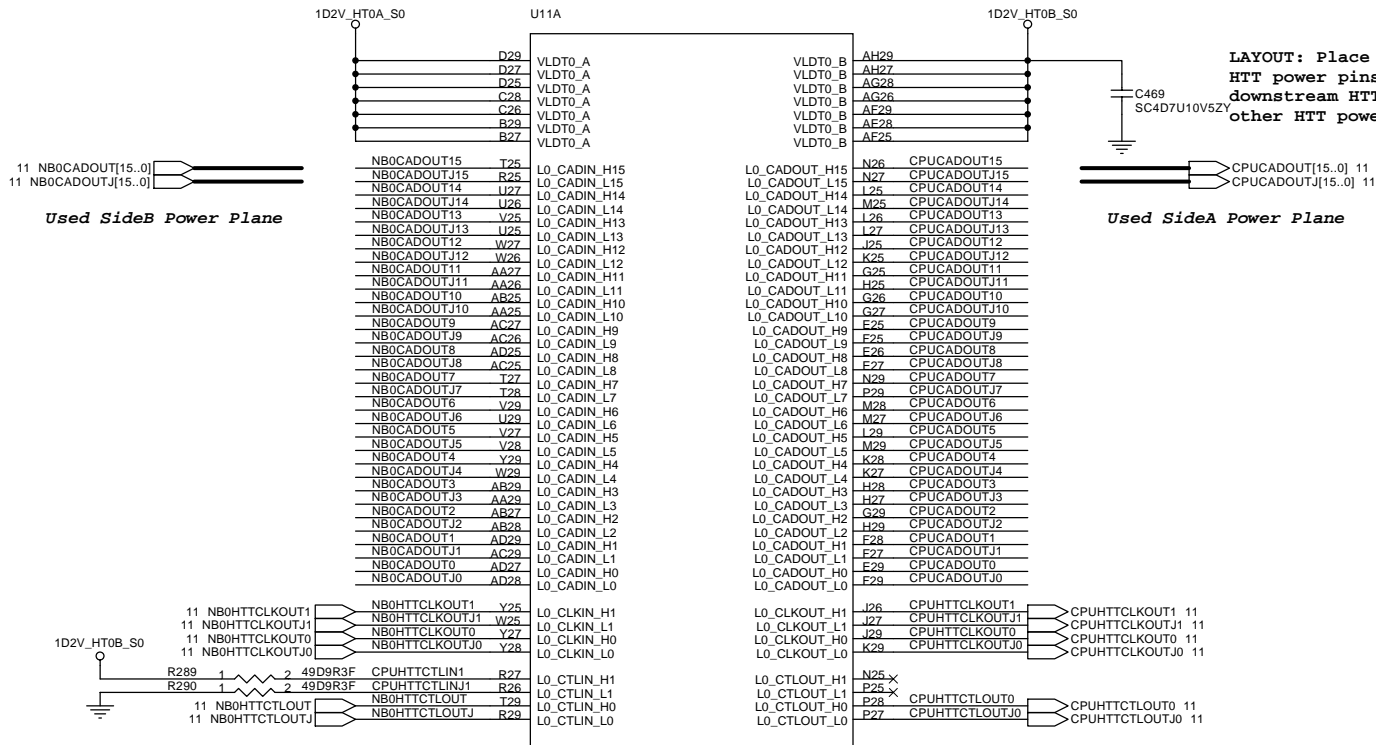 1D2V_HT0A_S0 U11A 1D2V_HT0B_S0
D29 VLDT0_A VLDT0_B AH29
D27 VLDT0_A VLDT0_B AH27
D25 VLDT0_A VLDT0_B AG28
C28 VLDT0_A VLDT0_B AG26
C26 VLDT0_A VLDT0_B AF29
B29 VLDT0_A VLDT0_B AE28
B27 VLDT0_A VLDT0_B AF25
C469
SC4D7U10V5ZY
LAYOUT: Place
HTT power pins
downstream HTT
other HTT powe
11 NB0CADOUT[15..0]
11 NB0CADOUTJ[15..0]
Used SideB Power Plane
CPUCADOUT[15..0] 11
CPUCADOUTJ[15..0] 11
Used SideA Power Plane
NB0CADOUT15 T25 L0_CADIN_H15 L0_CADOUT_H15 N26 CPUCADOUT15
NB0CADOUTJ15 R25 L0_CADIN_L15 L0_CADOUT_L15 N27 CPUCADOUTJ15
NB0CADOUT14 U27 L0_CADIN_H14 L0_CADOUT_H14 L25 CPUCADOUT14
NB0CADOUTJ14 U26 L0_CADIN_L14 L0_CADOUT_L14 M25 CPUCADOUTJ14
NB0CADOUT13 V25 L0_CADIN_H13 L0_CADOUT_H13 L26 CPUCADOUT13
NB0CADOUTJ13 U25 L0_CADIN_L13 L0_CADOUT_L13 L27 CPUCADOUTJ13
NB0CADOUT12 W27 L0_CADIN_H12 L0_CADOUT_H12 J25 CPUCADOUT12
NB0CADOUTJ12 W26 L0_CADIN_L12 L0_CADOUT_L12 K25 CPUCADOUTJ12
NB0CADOUT11 AA27 L0_CADIN_H11 L0_CADOUT_H11 G25 CPUCADOUT11
NB0CADOUTJ11 AA26 L0_CADIN_L11 L0_CADOUT_L11 H25 CPUCADOUTJ11
NB0CADOUT10 AB25 L0_CADIN_H10 L0_CADOUT_H10 G26 CPUCADOUT10
NB0CADOUTJ10 AA25 L0_CADIN_L10 L0_CADOUT_L10 G27 CPUCADOUTJ10
NB0CADOUT9 AC27 L0_CADIN_H9 L0_CADOUT_H9 E25 CPUCADOUT9
NB0CADOUTJ9 AC26 L0_CADIN_L9 L0_CADOUT_L9 F25 CPUCADOUTJ9
NB0CADOUT8 AD25 L0_CADIN_H8 L0_CADOUT_H8 E26 CPUCADOUT8
NB0CADOUTJ8 AC25 L0_CADIN_L8 L0_CADOUT_L8 E27 CPUCADOUTJ8
NB0CADOUT7 T27 L0_CADIN_H7 L0_CADOUT_H7 N29 CPUCADOUT7
NB0CADOUTJ7 T28 L0_CADIN_L7 L0_CADOUT_L7 P29 CPUCADOUTJ7
NB0CADOUT6 V29 L0_CADIN_H6 L0_CADOUT_H6 M28 CPUCADOUT6
NB0CADOUTJ6 U29 L0_CADIN_L6 L0_CADOUT_L6 M27 CPUCADOUTJ6
NB0CADOUT5 V27 L0_CADIN_H5 L0_CADOUT_H5 L29 CPUCADOUT5
NB0CADOUTJ5 V28 L0_CADIN_L5 L0_CADOUT_L5 M29 CPUCADOUTJ5
NB0CADOUT4 Y29 L0_CADIN_H4 L0_CADOUT_H4 K28 CPUCADOUT4
NB0CADOUTJ4 W29 L0_CADIN_L4 L0_CADOUT_L4 K27 CPUCADOUTJ4
NB0CADOUT3 AB29 L0_CADIN_H3 L0_CADOUT_H3 H28 CPUCADOUT3
NB0CADOUTJ3 AA29 L0_CADIN_L3 L0_CADOUT_L3 H27 CPUCADOUTJ3
NB0CADOUT2 AB27 L0_CADIN_H2 L0_CADOUT_H2 G29 CPUCADOUT2
NB0CADOUTJ2 AB28 L0_CADIN_L2 L0_CADOUT_L2 H29 CPUCADOUTJ2
NB0CADOUT1 AD29 L0_CADIN_H1 L0_CADOUT_H1 F28 CPUCADOUT1
NB0CADOUTJ1 AC29 L0_CADIN_L1 L0_CADOUT_L1 F27 CPUCADOUTJ1
NB0CADOUT0 AD27 L0_CADIN_H0 L0_CADOUT_H0 E29 CPUCADOUT0
NB0CADOUTJ0 AD28 L0_CADIN_L0 L0_CADOUT_L0 F29 CPUCADOUTJ0
11 NB0HTTCLKOUT1 NB0HTTCLKOUT1 Y25 L0_CLKIN_H1 L0_CLKOUT_H1 J26 CPUHTTCLKOUT1 CPUHTTCLKOUT1 11
11 NB0HTTCLKOUTJ1 NB0HTTCLKOUTJ1 W25 L0_CLKIN_L1 L0_CLKOUT_L1 J27 CPUHTTCLKOUTJ1 CPUHTTCLKOUTJ1 11
11 NB0HTTCLKOUT0 NB0HTTCLKOUT0 Y27 L0_CLKIN_H0 L0_CLKOUT_H0 J29 CPUHTTCLKOUT0 CPUHTTCLKOUT0 11
11 NB0HTTCLKOUTJ0 NB0HTTCLKOUTJ0 Y28 L0_CLKIN_L0 L0_CLKOUT_L0 K29 CPUHTTCLKOUTJ0 CPUHTTCLKOUTJ0 11
1D2V_HT0B_S0
R289 1 2 49D9R3F CPUHTTCTLIN1 R27 L0_CTLIN_H1 L0_CTLOUT_H1 N25
R290 1 2 49D9R3F CPUHTTCTLINJ1 R26 L0_CTLIN_L1 L0_CTLOUT_L1 P25
11 NB0HTTCTLOUT NB0HTTCTLOUT T29 L0_CTLIN_H0 L0_CTLOUT_H0 P28 CPUHTTCTLOUT0 CPUHTTCTLOUT0 11
11 NB0HTTCTLOUTJ NB0HTTCTLOUTJ R29 L0_CTLIN_L0 L0_CTLOUT_L0 P27 CPUHTTCTLOUTJ0 CPUHTTCTLOUTJ0 11